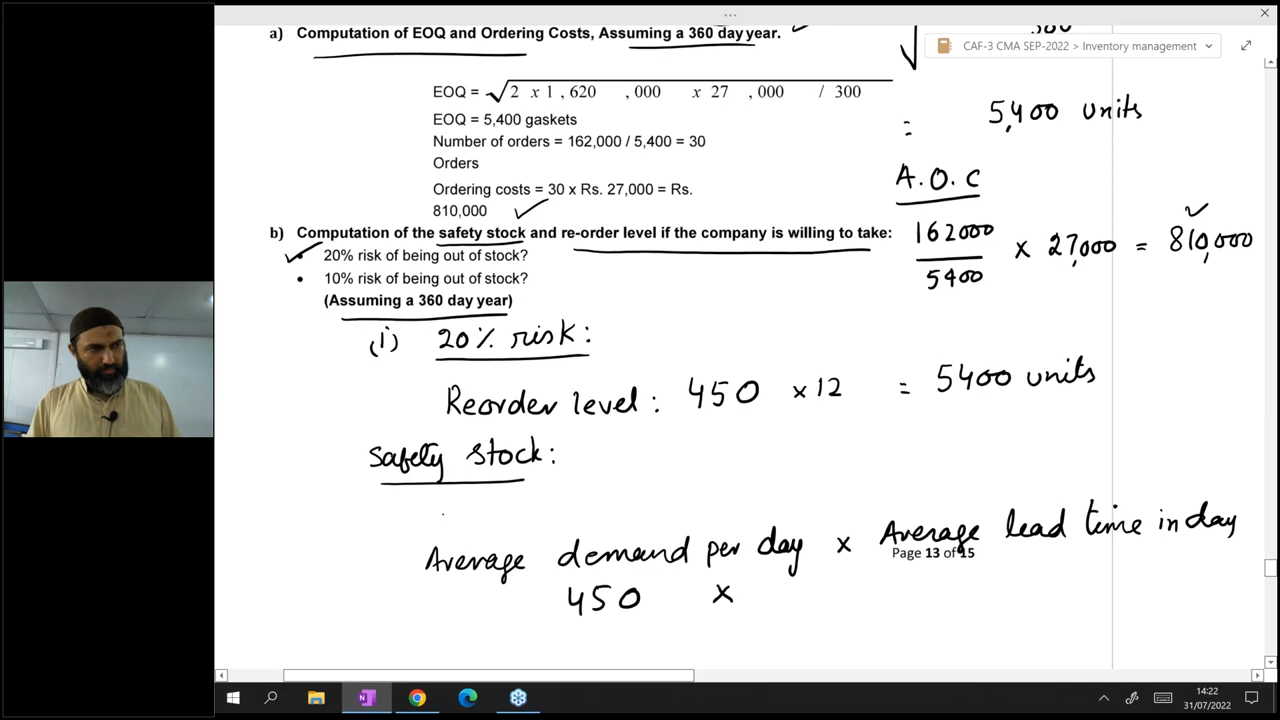 CAF-3 CMA SEP-2022 > Inventory management
a) Computation of EOQ and Ordering Costs, Assuming a 360 day year.
EOQ = √ 2 x 1 , 620 , 000 x 27 , 000 / 300
EOQ = 5,400 gaskets
Number of orders = 162,000 / 5,400 = 30
Orders
Ordering costs = 30 x Rs. 27,000 = Rs.
810,000
= 5,400 units
A.O.C
162000
5400
× 27,000 = 810,000
b) Computation of the safety stock and re-order level if the company is willing to take:
• 20% risk of being out of stock?
• 10% risk of being out of stock?
(Assuming a 360 day year)
(i) 20% risk:
Reorder level: 450 ×12 = 5400 units
Safety stock:
Average demand per day × Average lead time in day
Page 13 of 15
450 ×
14:22
31/07/2022